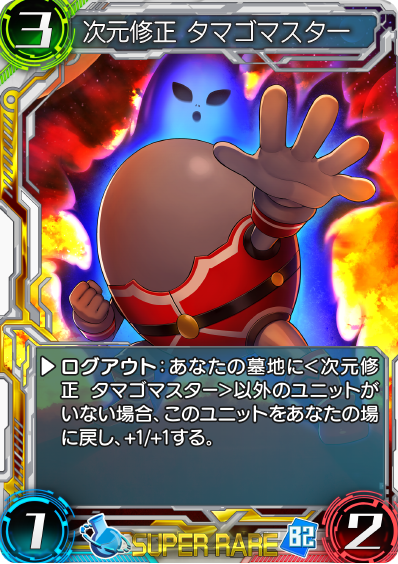 3
次元修正 タマゴマスター
▶ログアウト:あなたの墓地に<次元修
正 タマゴマスター>以外のユニットが
いない場合、このユニットをあなたの場
に戻し、+1/+1する。
1
SUPER RARE
B2
2